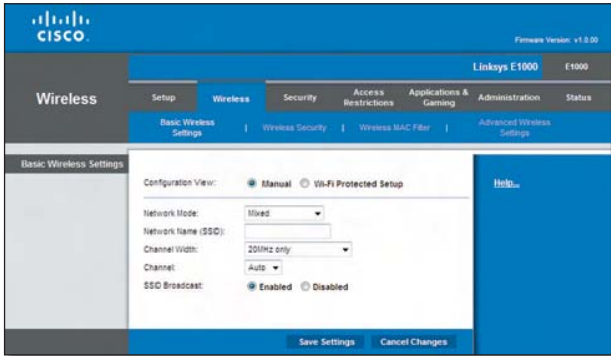 CISCO.
Firmware Version: v1.0.00
Linksys E1000 E1000
Wireless
Setup Wireless Security Access Restrictions Applications & Gaming Administration Status
Basic Wireless Settings | Wireless Security | Wireless MAC Filter | Advanced Wireless Settings
Basic Wireless Settings
Configuration View: Manual Wi-Fi Protected Setup
Help...
Network Mode: Mixed
Network Name (SSID):
Channel Width: 20MHz only
Channel: Auto
SSID Broadcast: Enabled Disabled
Save Settings Cancel Changes